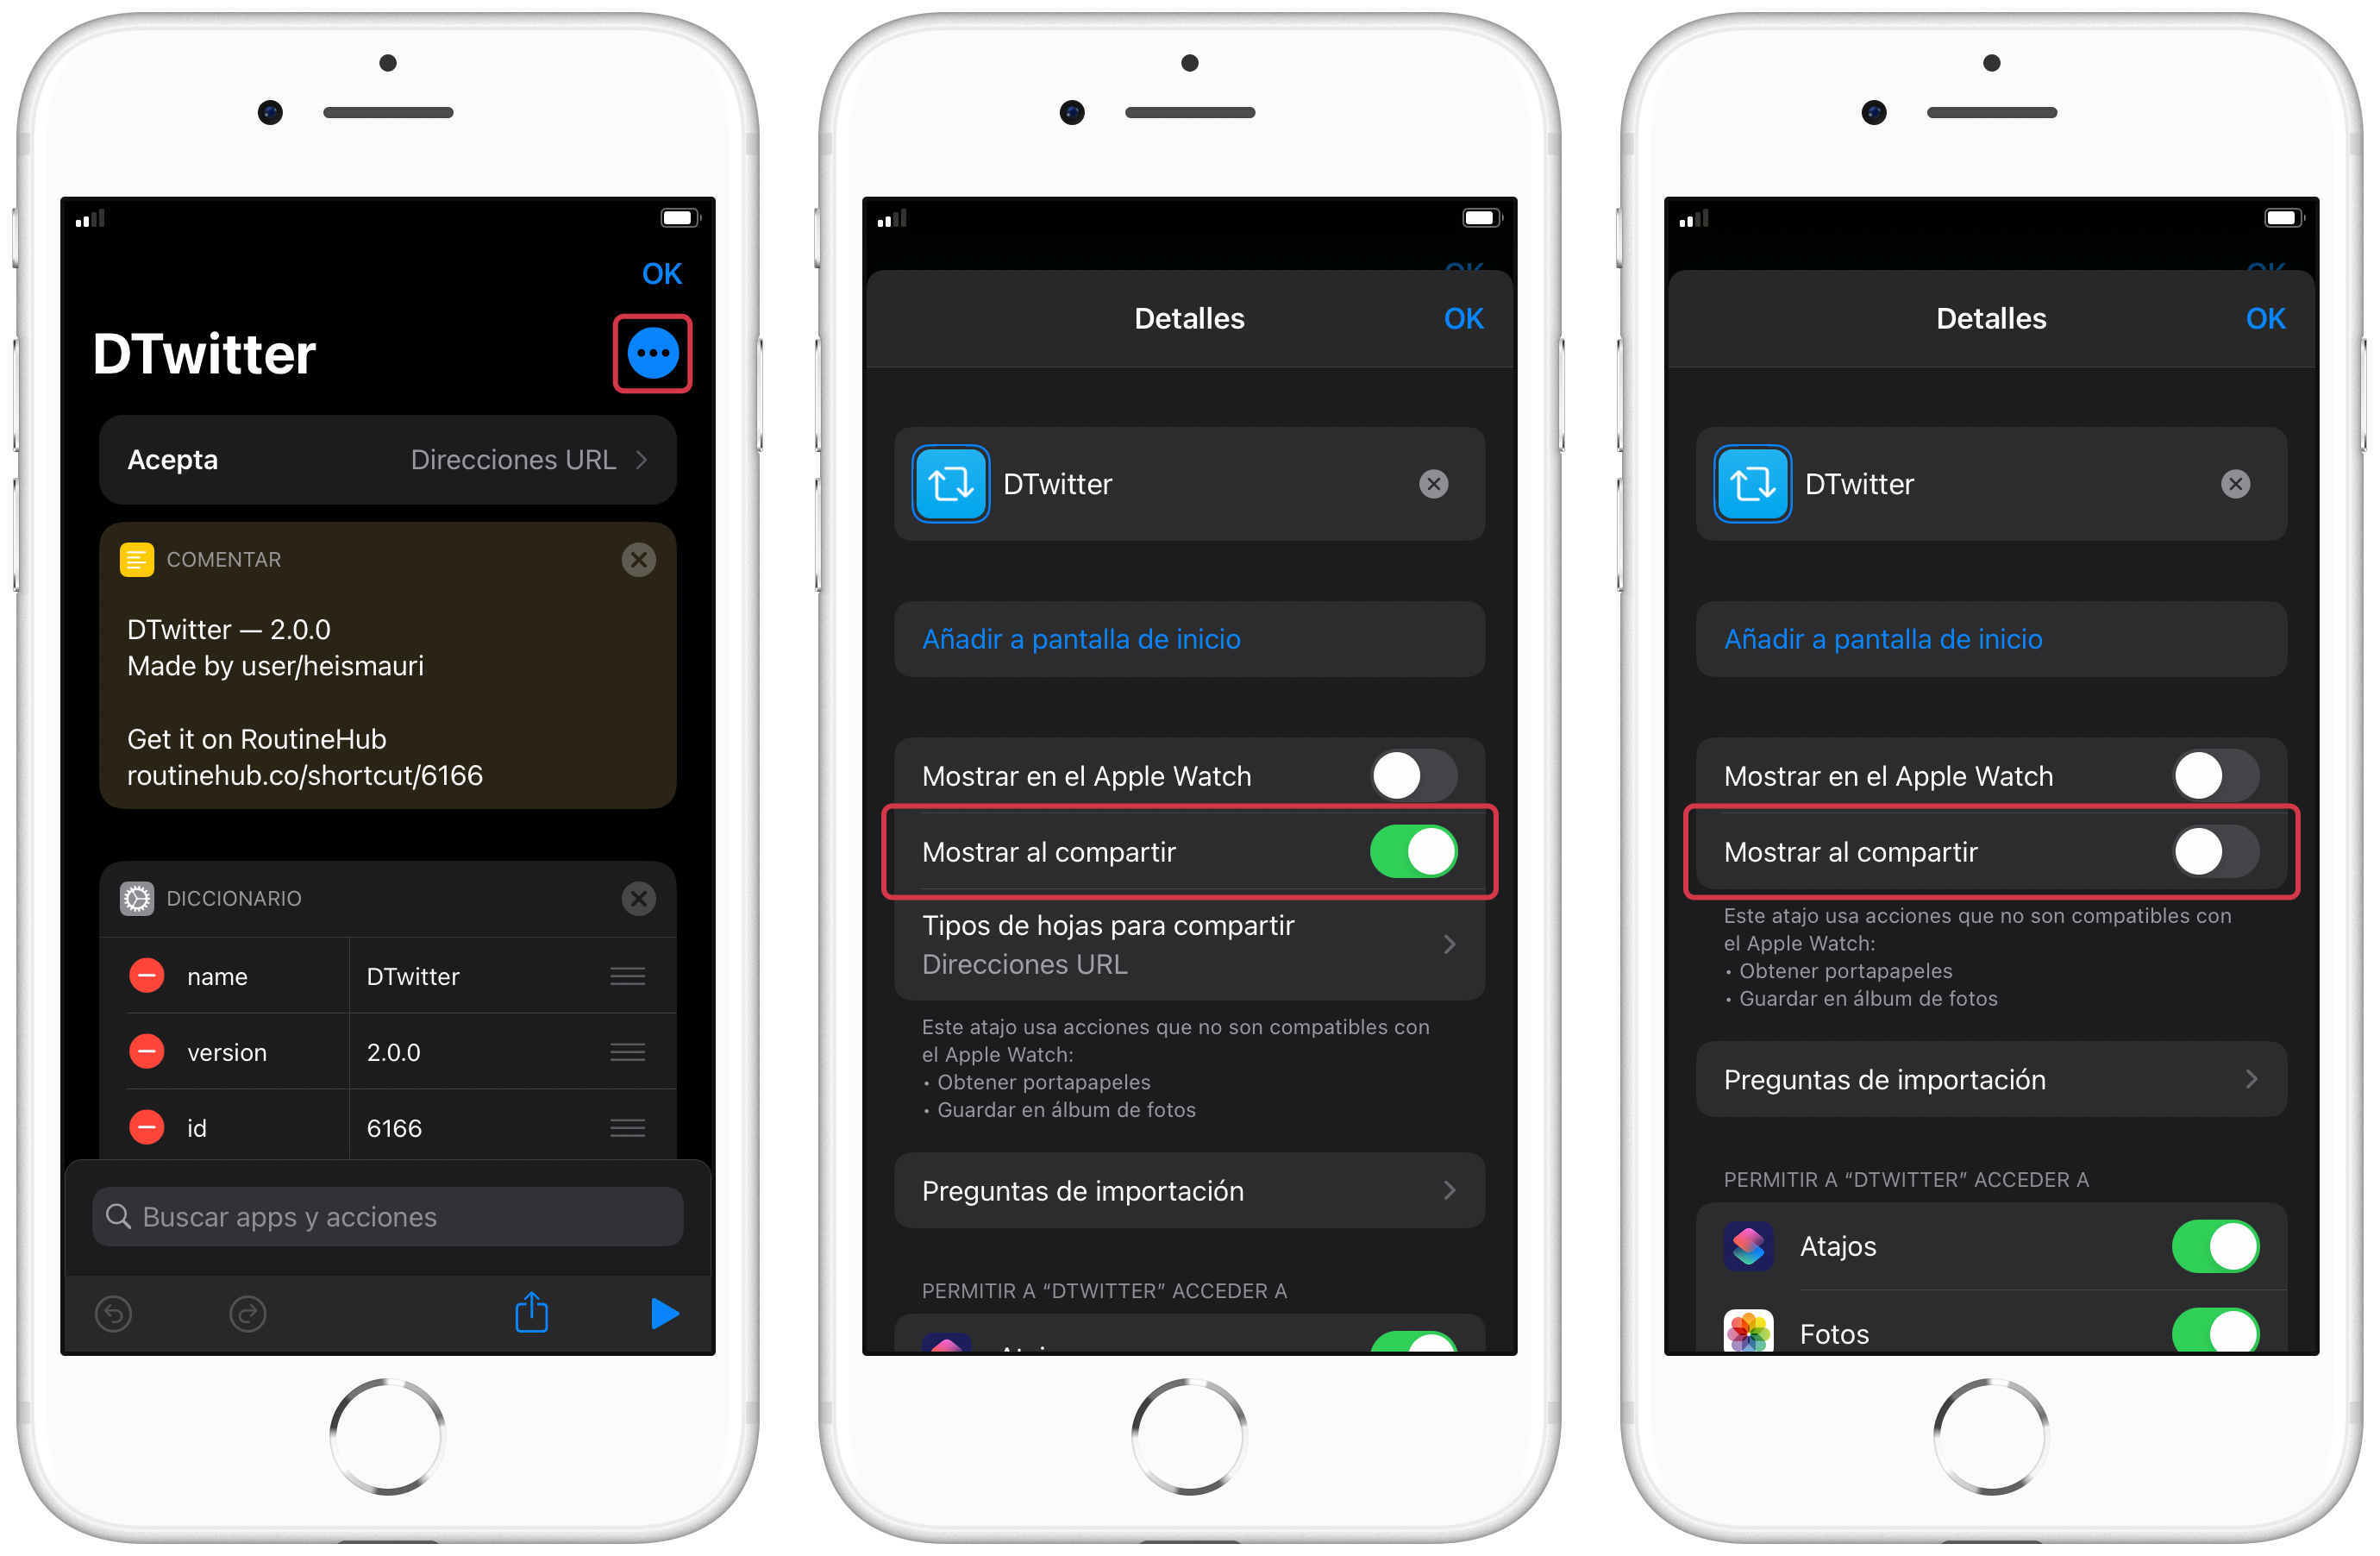 OK
DTwitter
Acepta Direcciones URL
COMENTAR
DTwitter — 2.0.0
Made by user/heismauri
Get it on RoutineHub
routinehub.co/shortcut/6166
DICCIONARIO
name DTwitter
version 2.0.0
id 6166
Buscar apps y acciones
OK
Detalles OK
DTwitter
Añadir a pantalla de inicio
Mostrar en el Apple Watch
Mostrar al compartir
Tipos de hojas para compartir
Direcciones URL
Este atajo usa acciones que no son compatibles con
el Apple Watch:
• Obtener portapapeles
• Guardar en álbum de fotos
Preguntas de importación
PERMITIR A “DTWITTER” ACCEDER A
OK
Detalles OK
DTwitter
Añadir a pantalla de inicio
Mostrar en el Apple Watch
Mostrar al compartir
Este atajo usa acciones que no son compatibles con
el Apple Watch:
• Obtener portapapeles
• Guardar en álbum de fotos
Preguntas de importación
PERMITIR A “DTWITTER” ACCEDER A
Atajos
Fotos